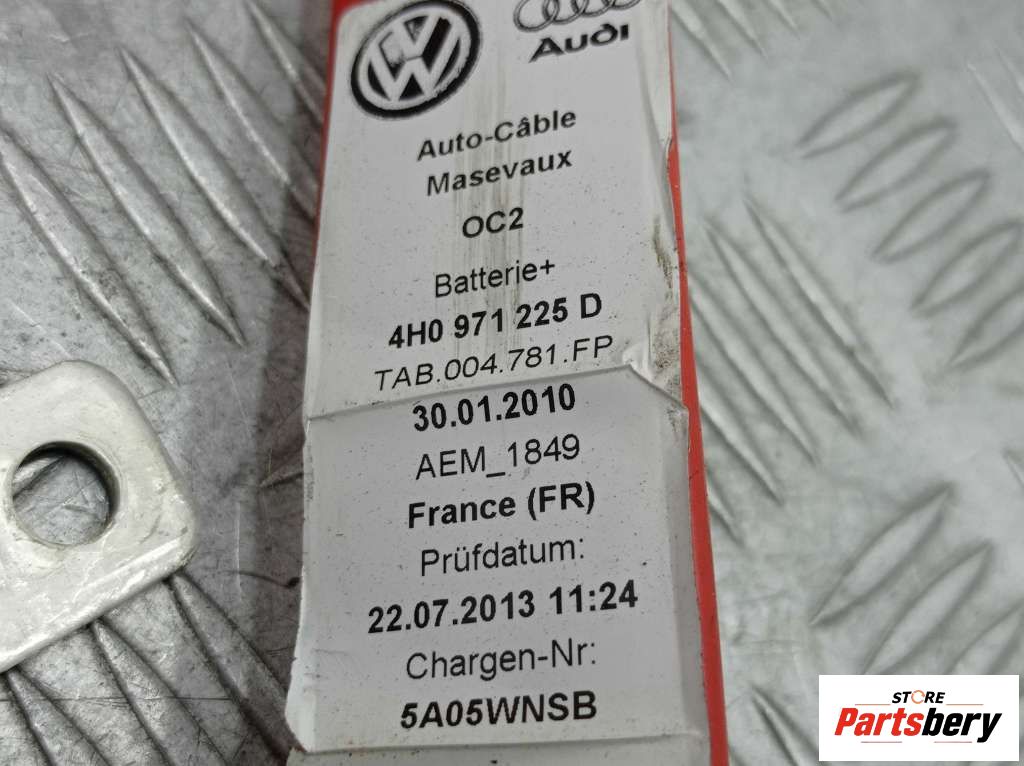 Audi
Auto-Câble
Masevaux
OC2
Batterie+
4H0 971 225 D
TAB.004.781.FP
30.01.2010
AEM_1849
France (FR)
Prüfdatum:
22.07.2013 11:24
Chargen-Nr:
5A05WNSB
STORE
Partsbery